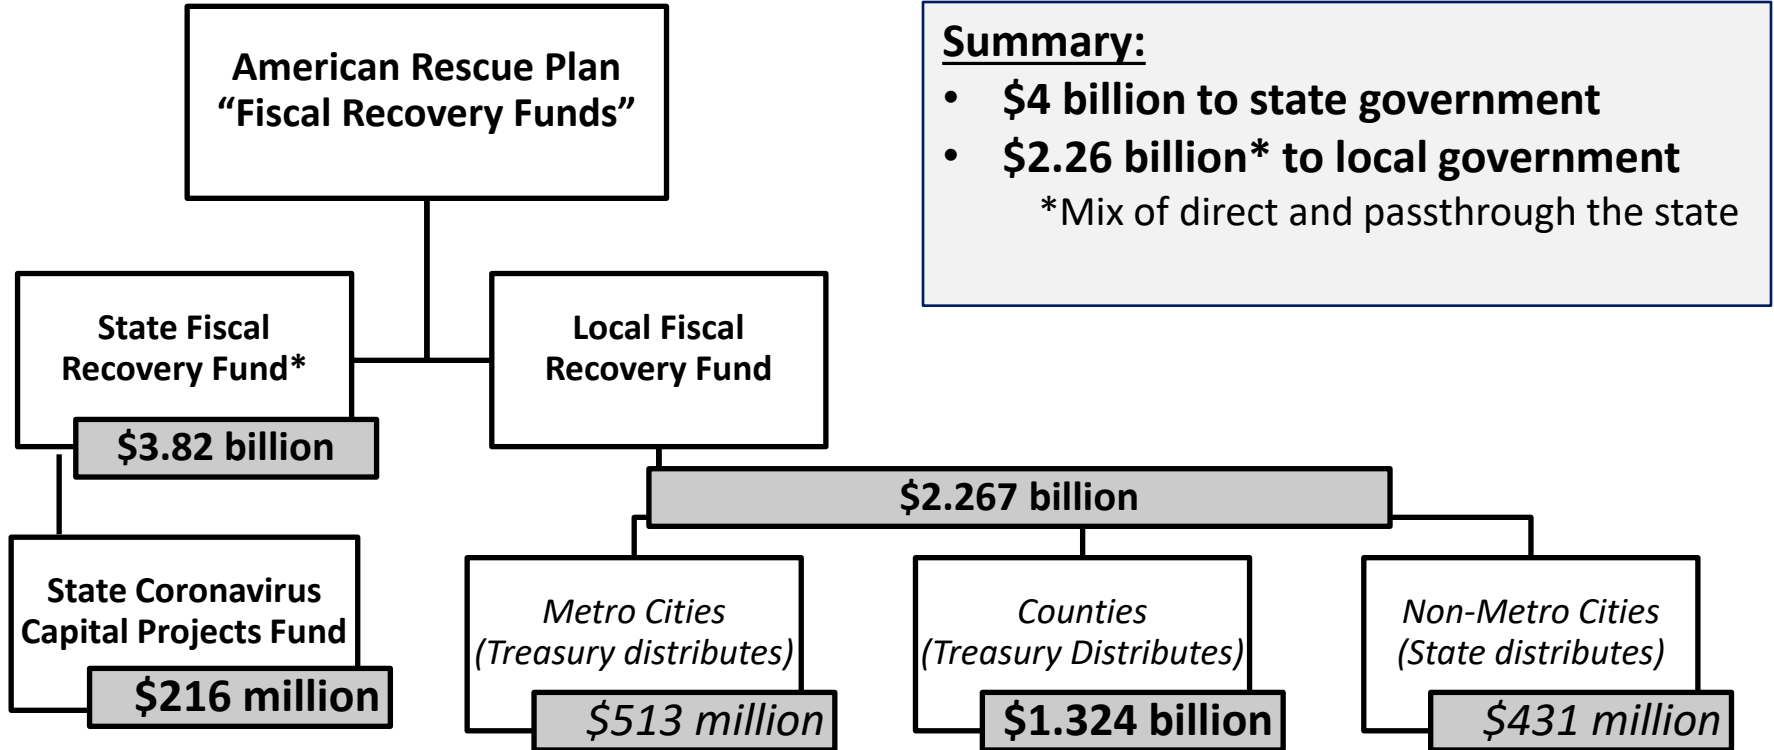 American Rescue Plan
“Fiscal Recovery Funds”
Summary:
• $4 billion to state government
• $2.26 billion* to local government
*Mix of direct and passthrough the state
State Fiscal
Recovery Fund*
$3.82 billion
Local Fiscal
Recovery Fund
$2.267 billion
State Coronavirus
Capital Projects Fund
$216 million
Metro Cities
(Treasury distributes)
$513 million
Counties
(Treasury Distributes)
$1.324 billion
Non-Metro Cities
(State distributes)
$431 million